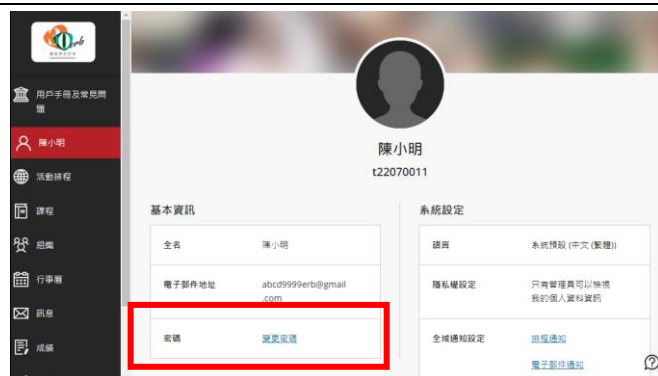 erb
用戶手冊及常見問
題
陳小明
活動排程
課程
組織
行事曆
訊息
成績
陳小明
t22070011
基本資訊
全名 陳小明
電子郵件地址 abcd9999erb@gmail
.com
密碼 變更密碼
系統設定
語言 系統預設 (中文 (繁體))
隱私權設定 只有管理員可以檢視
我的個人資料資訊
全域通知設定 排程通知
電子郵件通知